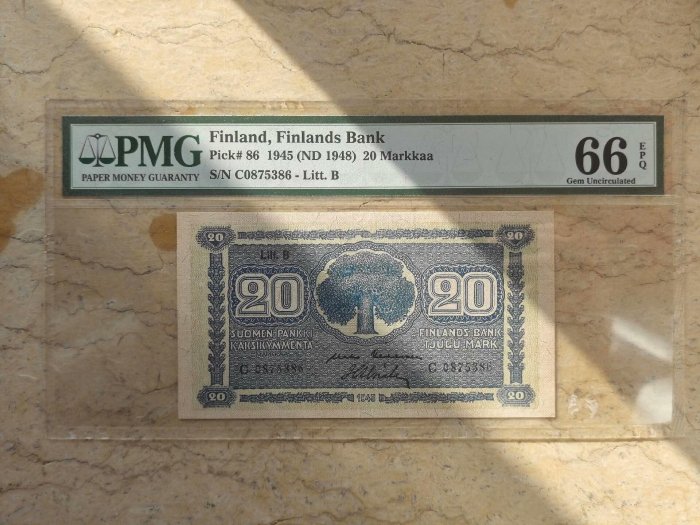 PMG
PAPER MONEY GUARANTY
Finland, Finlands Bank
Pick# 86 1945 (ND 1948) 20 Markkaa
S/N C0875386 - Litt. B
66 EPQ
Gem Uncirculated
20 20
Litt. B
20 20
SUOMEN PANKKI FINLANDS BANK
KAKSIKYMMENTÄ TJUGU MARK
C 0875386 C 0875386
20 1945 20